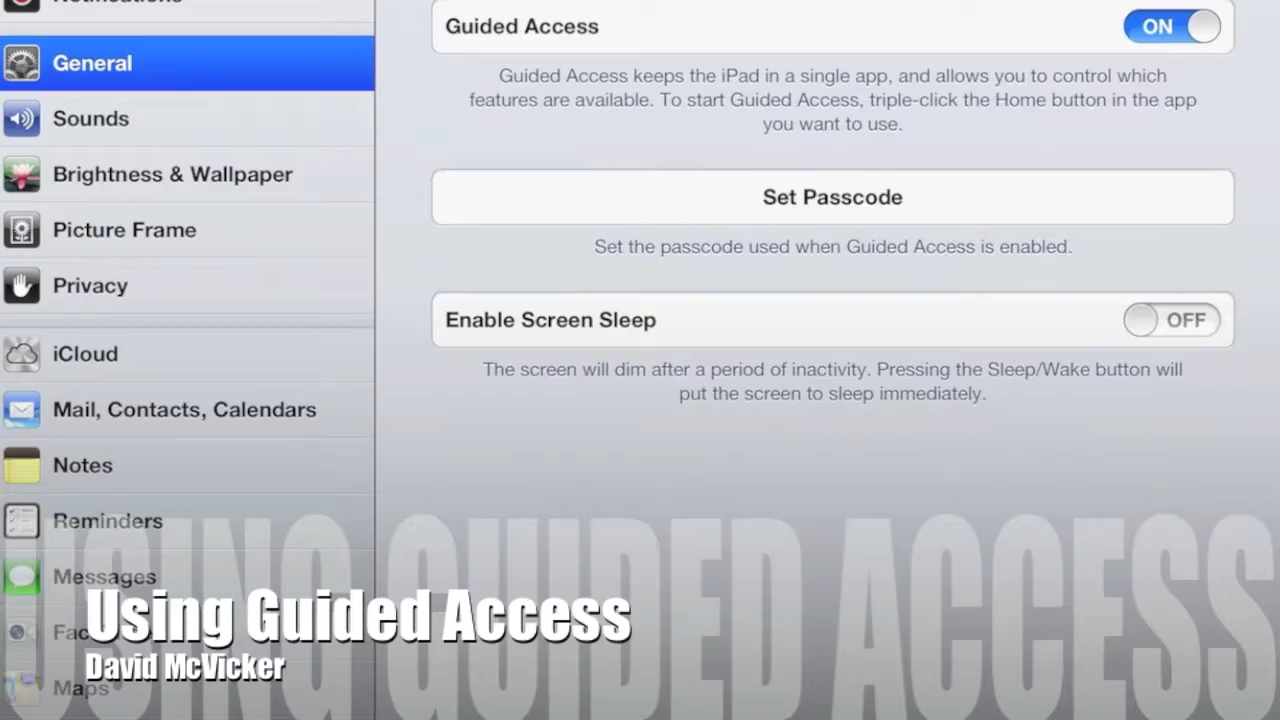 Notifications
General
Sounds
Brightness & Wallpaper
Picture Frame
Privacy
iCloud
Mail, Contacts, Calendars
Notes
Reminders
Messages
Maps
Guided Access
ON
Guided Access keeps the iPad in a single app, and allows you to control which
features are available. To start Guided Access, triple-click the Home button in the app
you want to use.
Set Passcode
Set the passcode used when Guided Access is enabled.
Enable Screen Sleep
OFF
The screen will dim after a period of inactivity. Pressing the Sleep/Wake button will
put the screen to sleep immediately.
USING GUIDED ACCESS
Using Guided Access
David McVicker